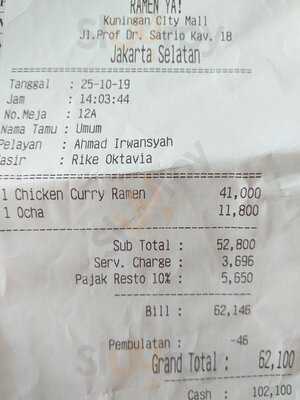 RAMEN YA!
Kuningan City Mall
Jl.Prof Dr. Satrio Kav. 18
Jakarta Selatan
Tanggal : 25-10-19
Jam : 14:03:44
No.Meja : 12A
Nama Tamu : Umum
Pelayan : Ahmad Irwansyah
asir : Rike Oktavia
1 Chicken Curry Ramen 41,000
1 Ocha 11,800
Sub Total : 52,800
Serv. Charge : 3,696
Pajak Resto 10% : 5,650
Bill : 62,146
Pembulatan : -46
Grand Total : 62,100
Cash : 102,100